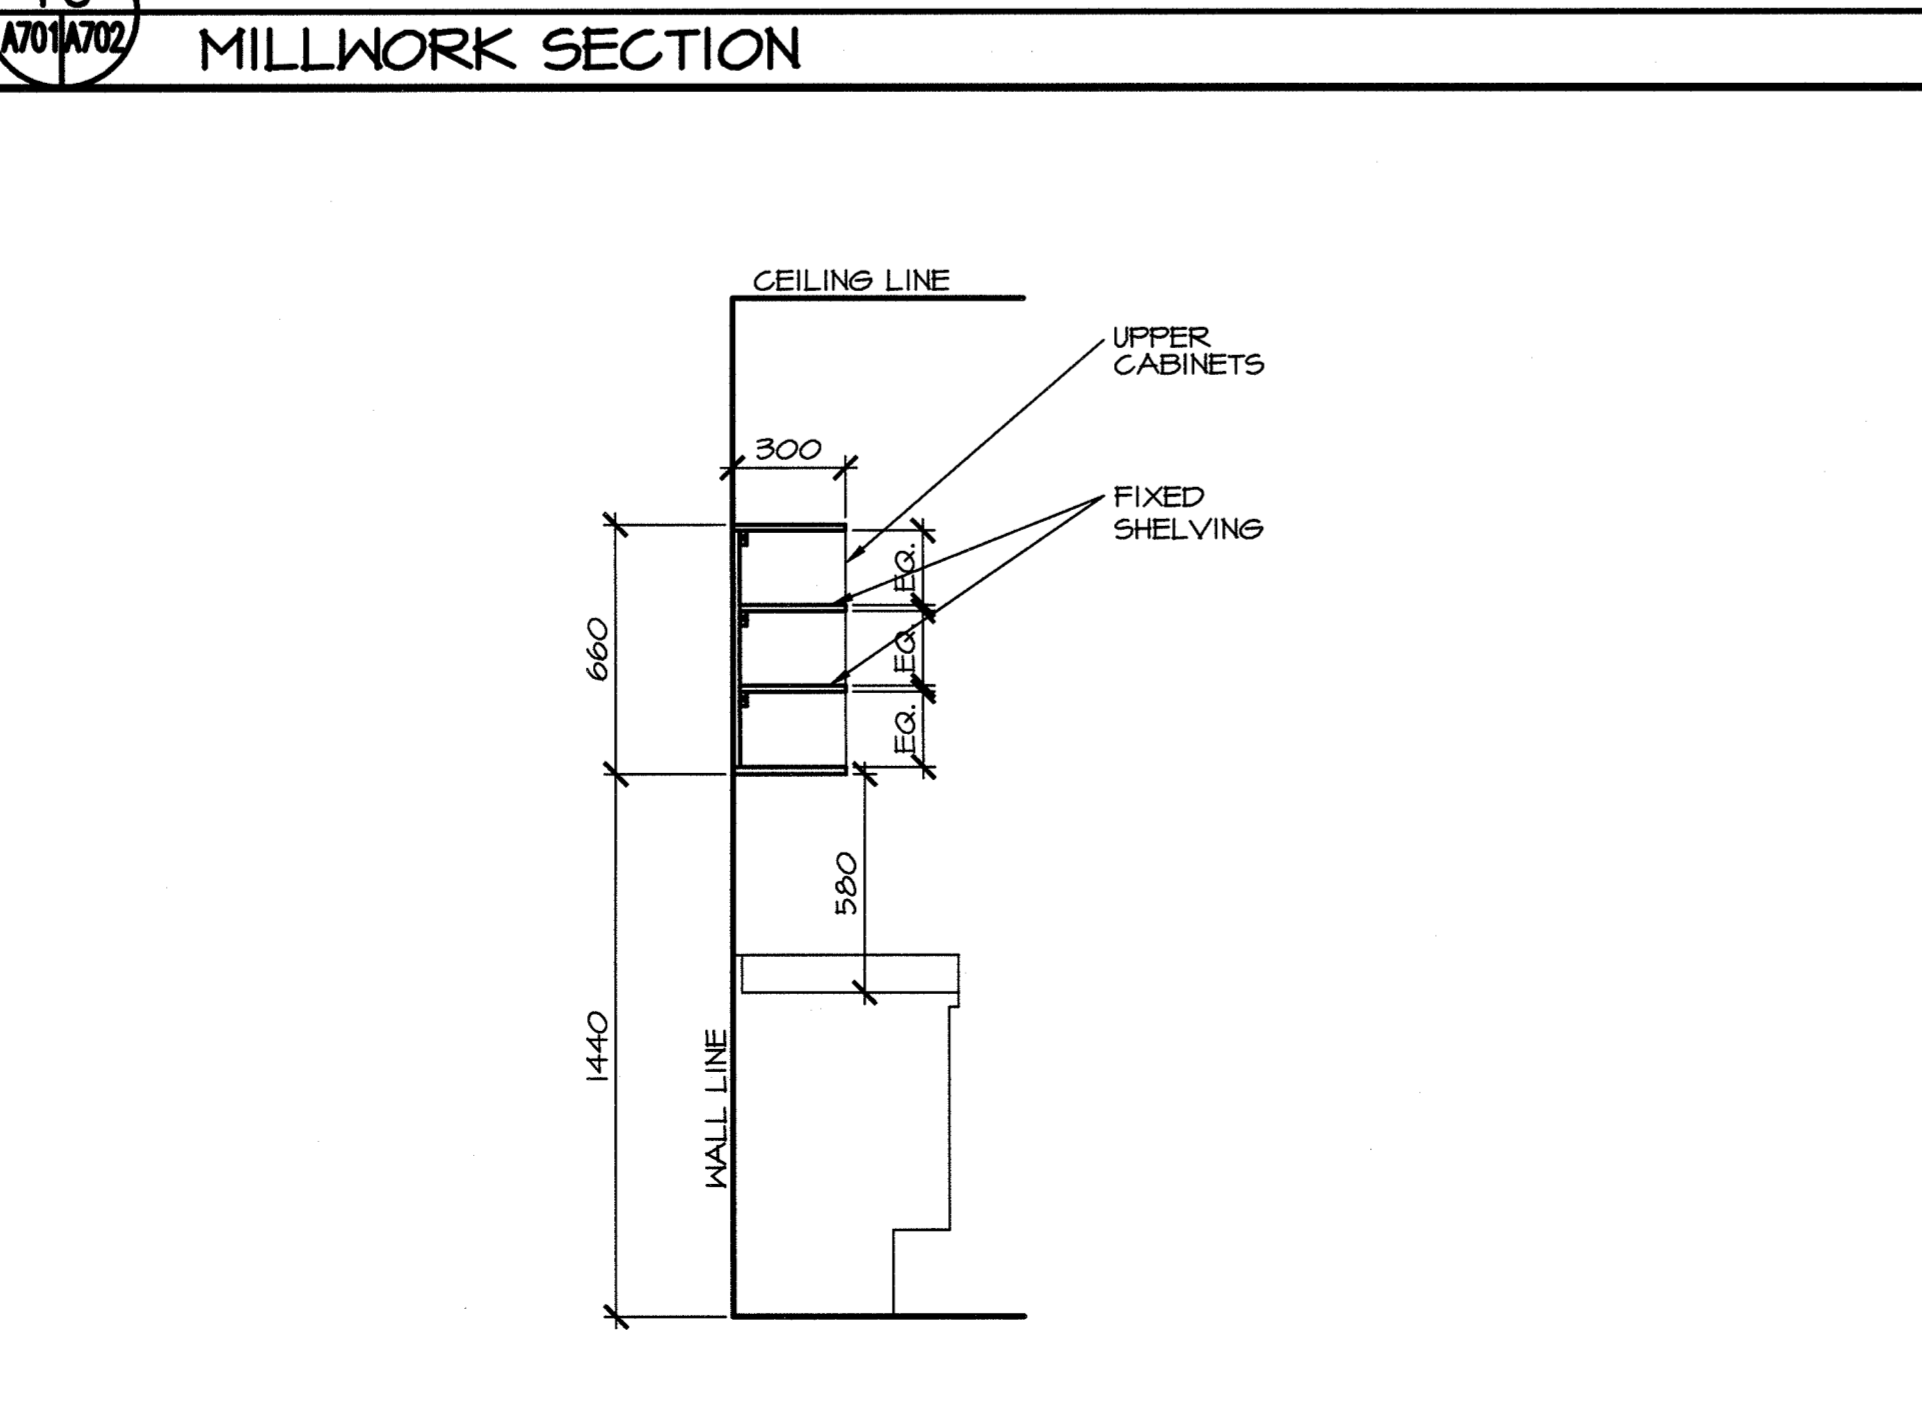 A701 A702
MILLWORK SECTION
CEILING LINE
UPPER
CABINETS
300
FIXED
SHELVING
EQ.
660
EQ.
EQ.
580
1440
WALL LINE